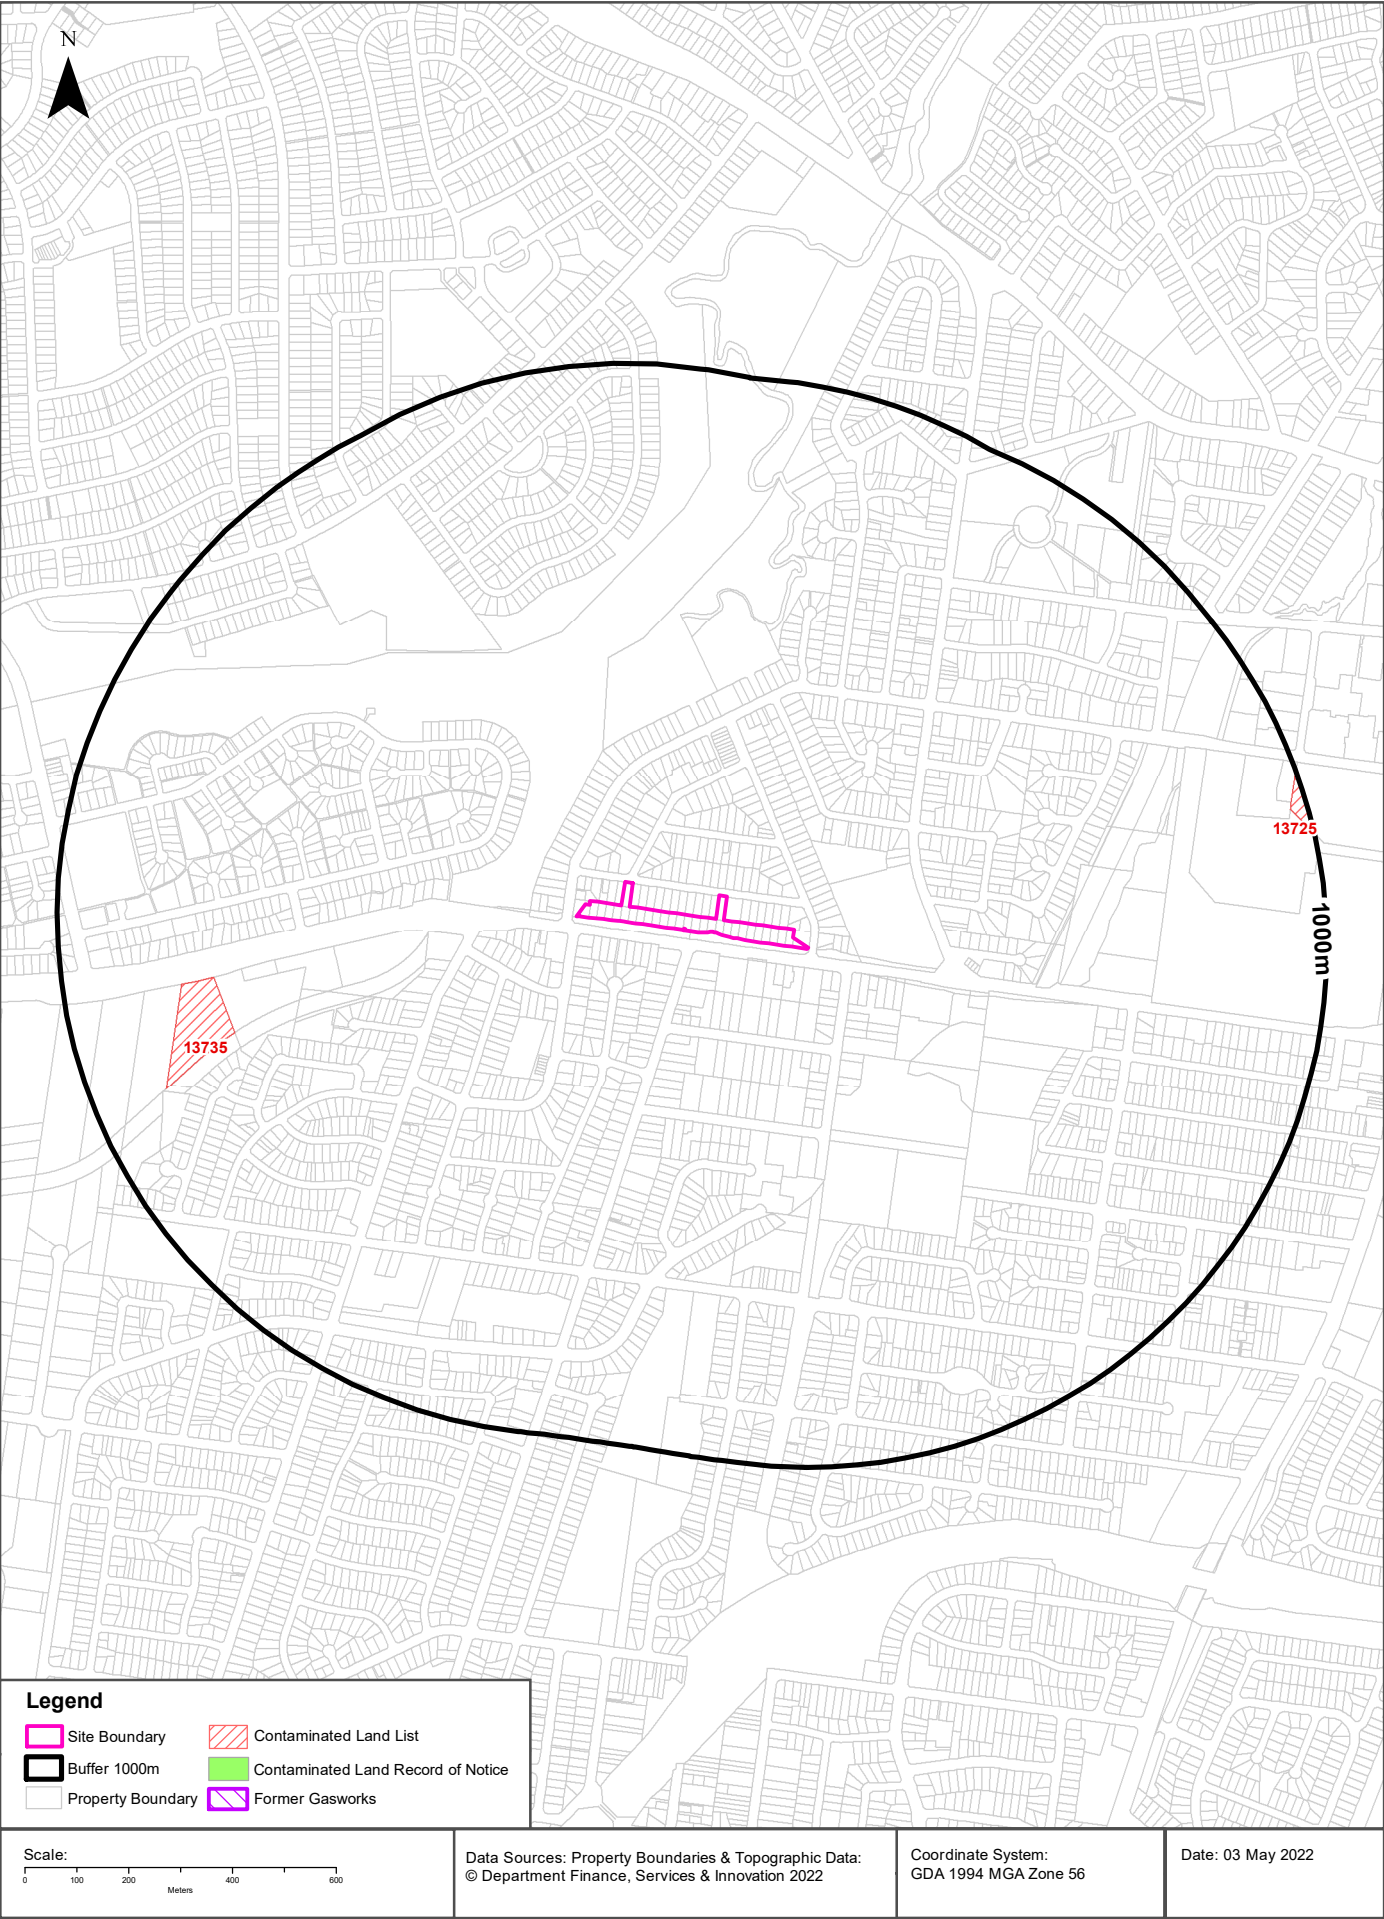 N
13725
1000m
13735
Legend
Site Boundary
Contaminated Land List
Buffer 1000m
Contaminated Land Record of Notice
Property Boundary
Former Gasworks
Scale:
0 100 200 400 600
Meters
Data Sources: Property Boundaries & Topographic Data:
© Department Finance, Services & Innovation 2022
Coordinate System:
GDA 1994 MGA Zone 56
Date: 03 May 2022